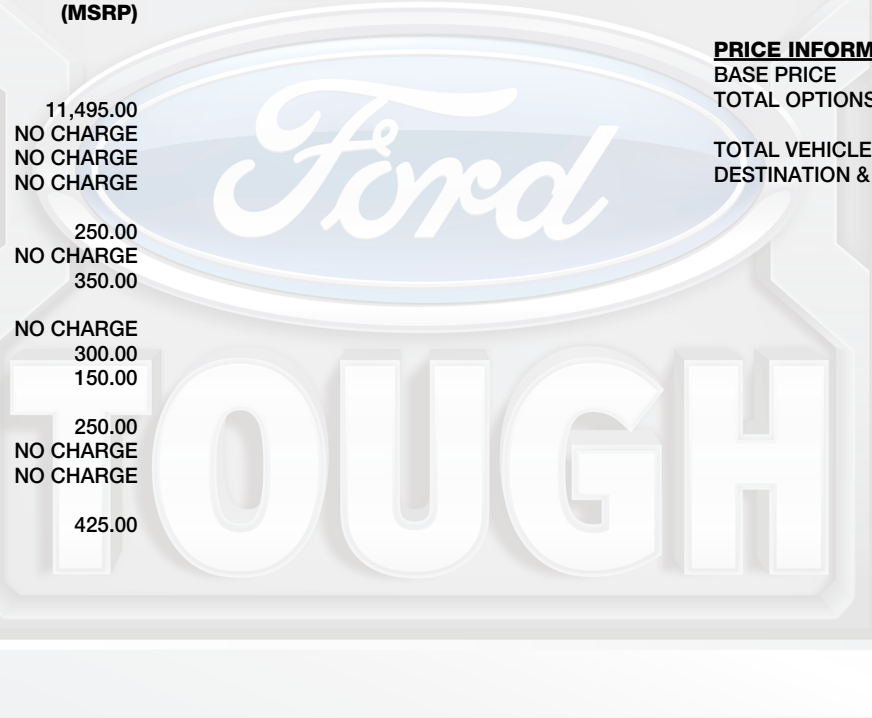 (MSRP)
11,495.00
NO CHARGE
NO CHARGE
NO CHARGE
250.00
NO CHARGE
350.00
NO CHARGE
300.00
150.00
250.00
NO CHARGE
NO CHARGE
425.00
PRICE INFORM
BASE PRICE
TOTAL OPTIONS
TOTAL VEHICLE
DESTINATION &
Ford
TOUGH